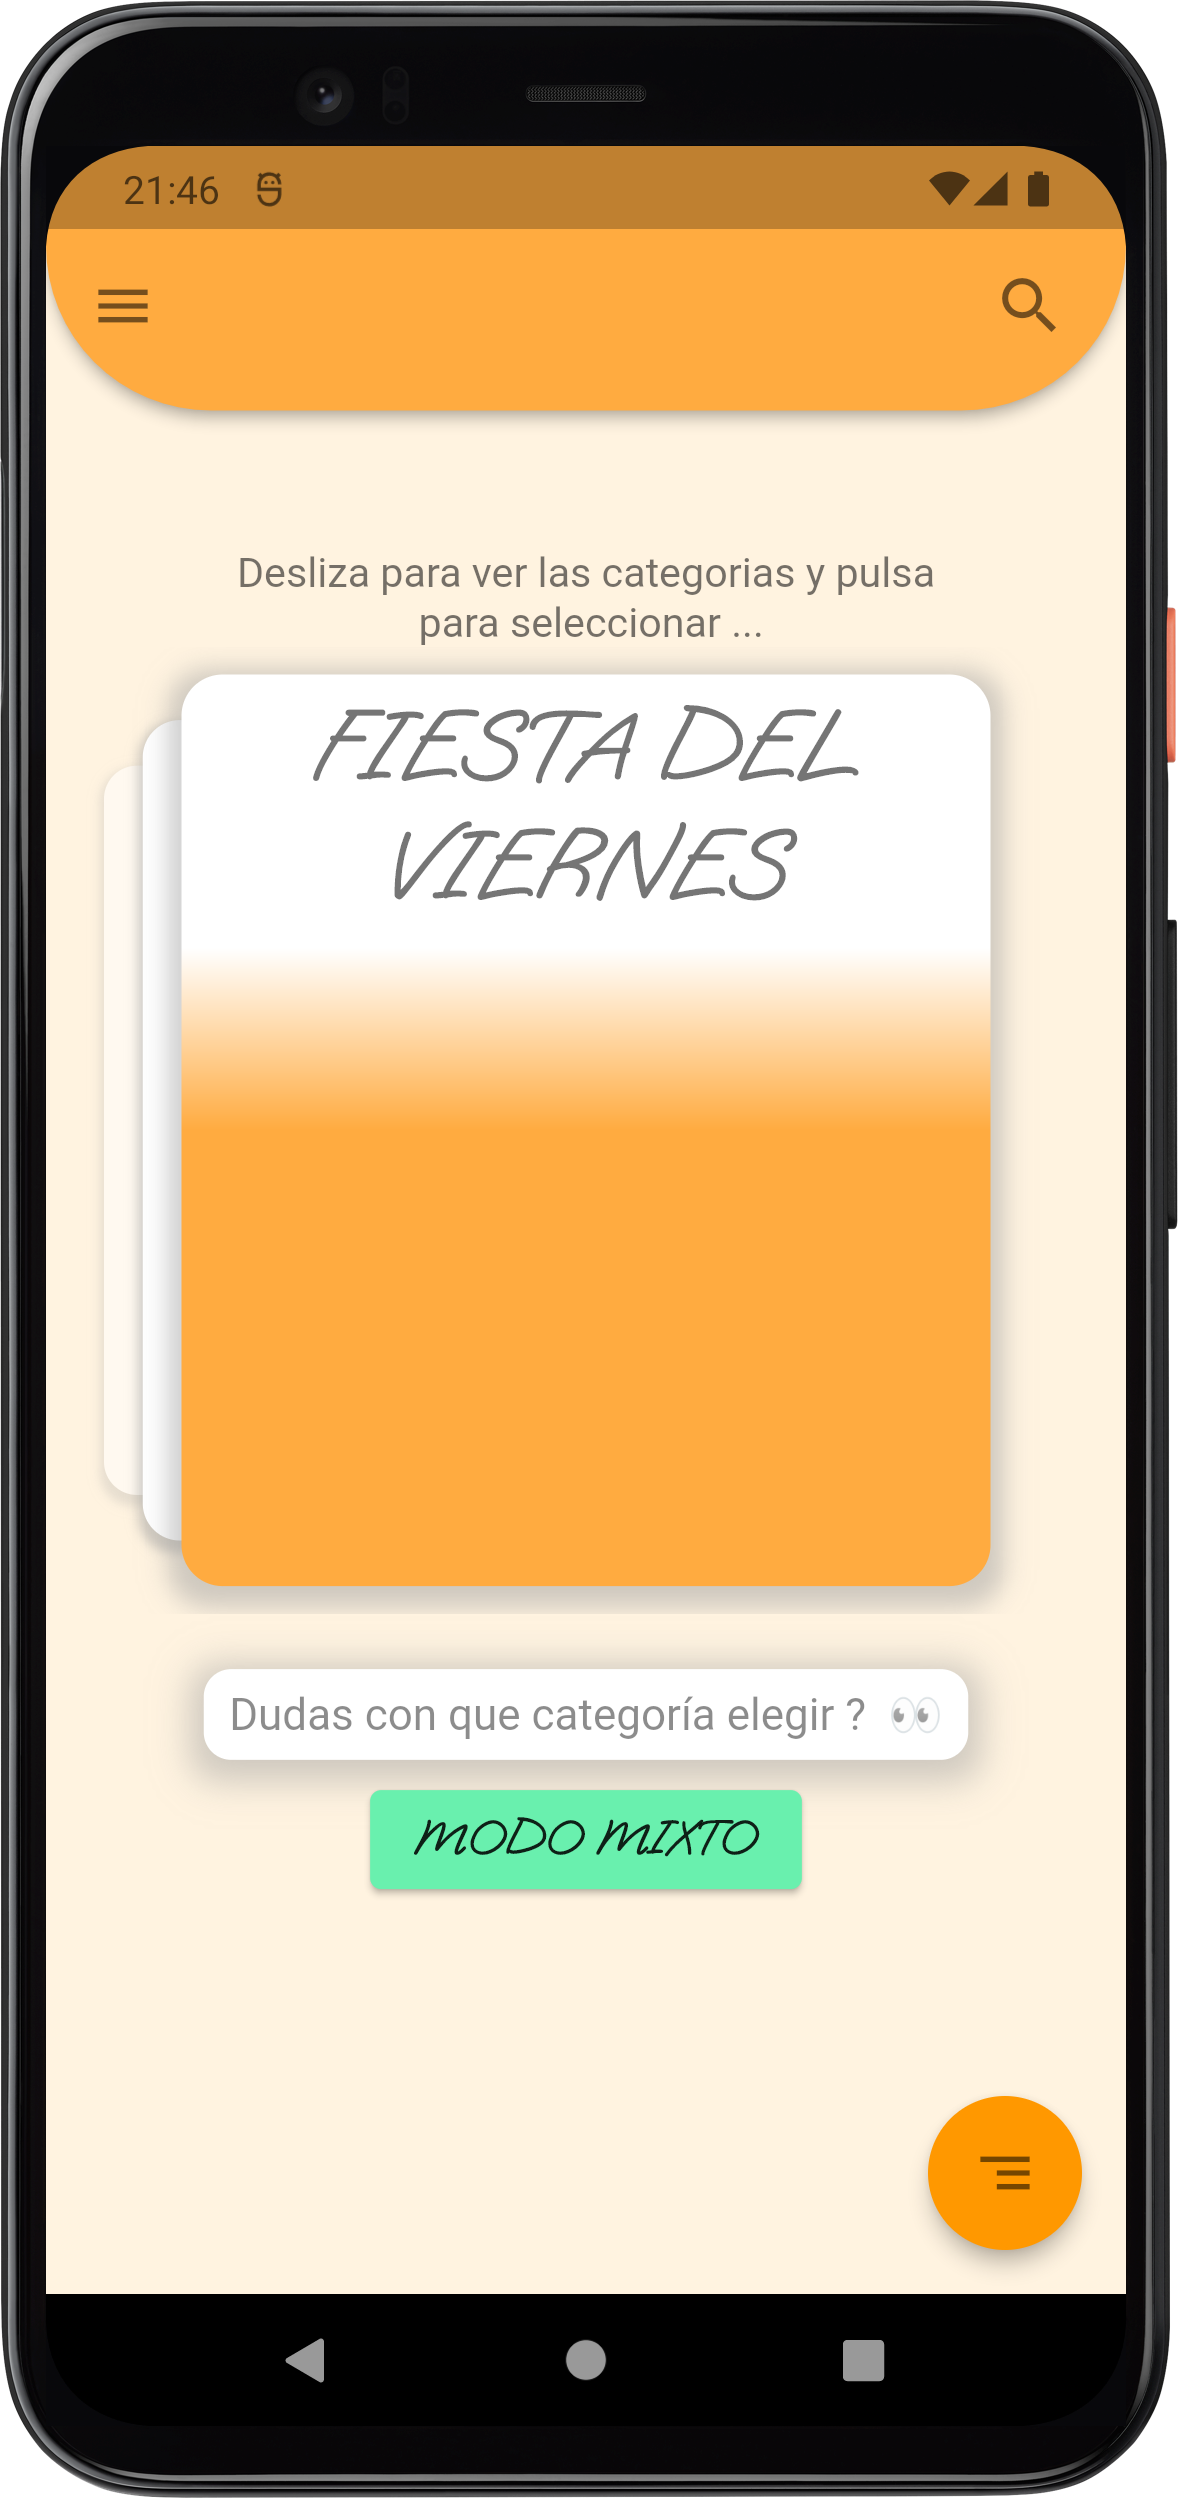 21:46
Desliza para ver las categorias y pulsa
para seleccionar ...
FIESTA DEL
VIERNES
Dudas con que categoría elegir ? 👀
MODO MIXTO